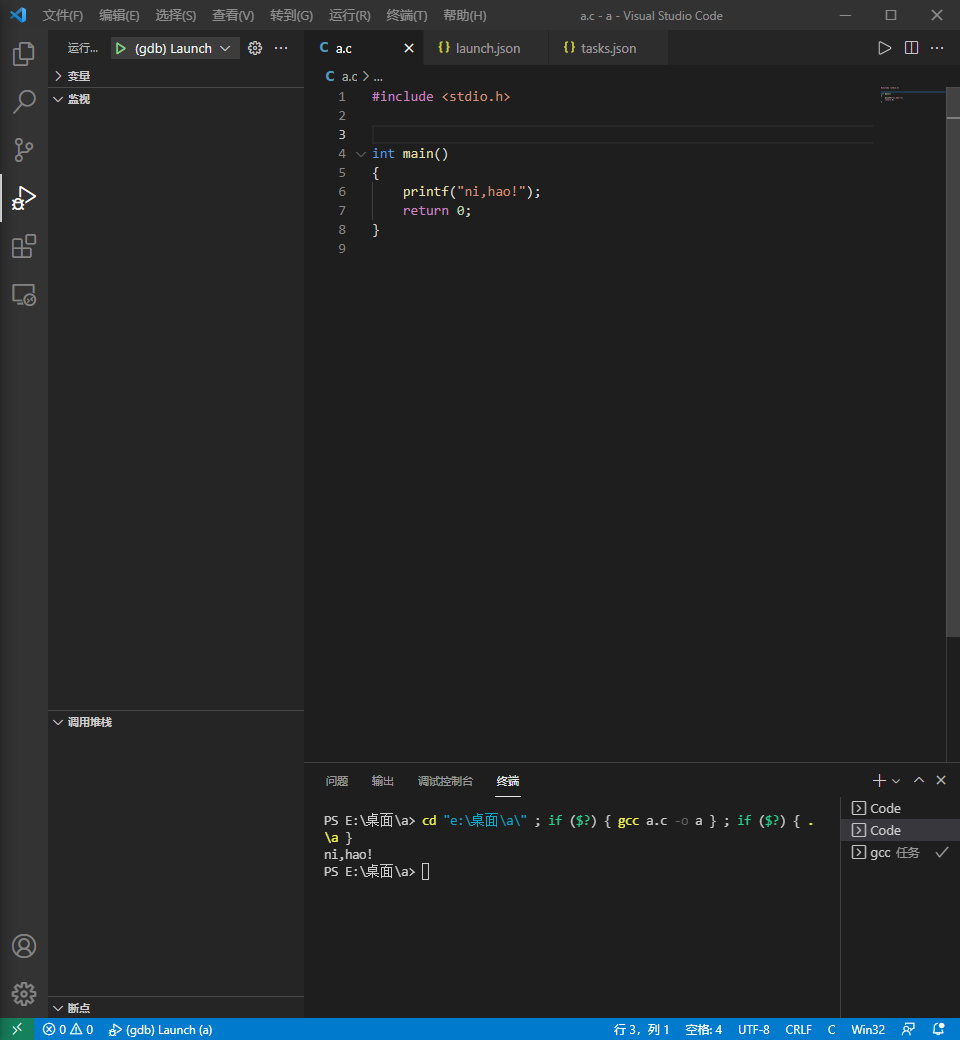 文件(F) 编辑(E) 选择(S) 查看(V) 转到(G) 运行(R) 终端(T) 帮助(H) a.c - a - Visual Studio Code
运行... (gdb) Launch ...
a.c launch.json tasks.json
变量
监视
C a.c > ...
1 #include <stdio.h>
2
3
4 int main()
5 {
6 printf("ni,hao!");
7 return 0;
8 }
9
调用堆栈
问题 输出 调试控制台 终端
PS E:\桌面\a> cd "e:\桌面\a\" ; if ($?) { gcc a.c -o a } ; if ($?) { .
\a }
ni,hao!
PS E:\桌面\a>
Code
Code
gcc 任务
断点
0 0 (gdb) Launch (a) 行 3，列 1 空格: 4 UTF-8 CRLF C Win32